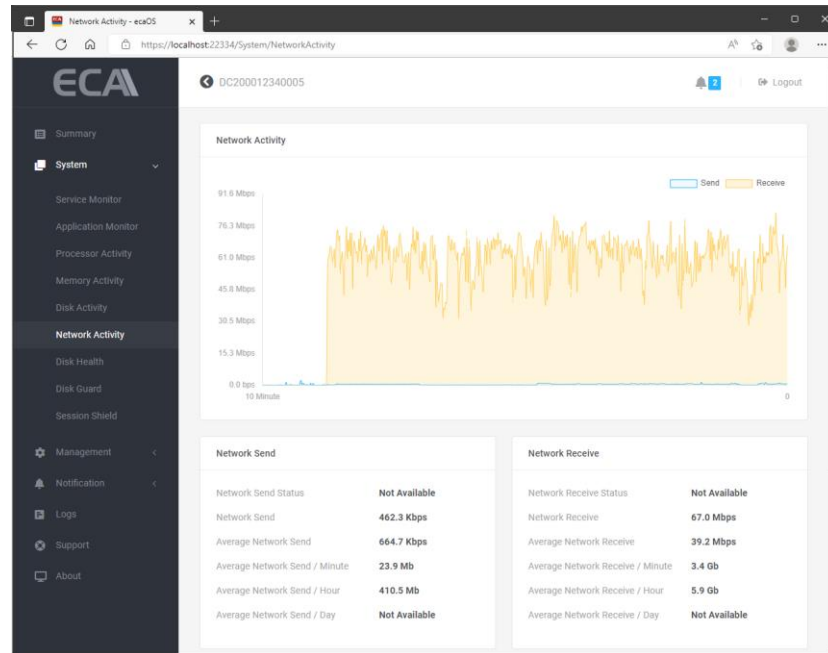 Network Activity - ecaOS
https://localhost:22334/System/NetworkActivity
ECA
DC200012340005
2
Logout
Summary
System
Service Monitor
Application Monitor
Processor Activity
Memory Activity
Disk Activity
Network Activity
Disk Health
Disk Guard
Session Shield
Management
Notification
Logs
Support
About
Network Activity
Send Receive
91.6 Mbps
76.3 Mbps
61.0 Mbps
45.8 Mbps
30.5 Mbps
15.3 Mbps
0.0 bps
10 Minute 0
Network Send
Network Send Status Not Available
Network Send 462.3 Kbps
Average Network Send 664.7 Kbps
Average Network Send / Minute 23.9 Mb
Average Network Send / Hour 410.5 Mb
Average Network Send / Day Not Available
Network Receive
Network Receive Status Not Available
Network Receive 67.0 Mbps
Average Network Receive 39.2 Mbps
Average Network Receive / Minute 3.4 Gb
Average Network Receive / Hour 5.9 Gb
Average Network Receive / Day Not Available